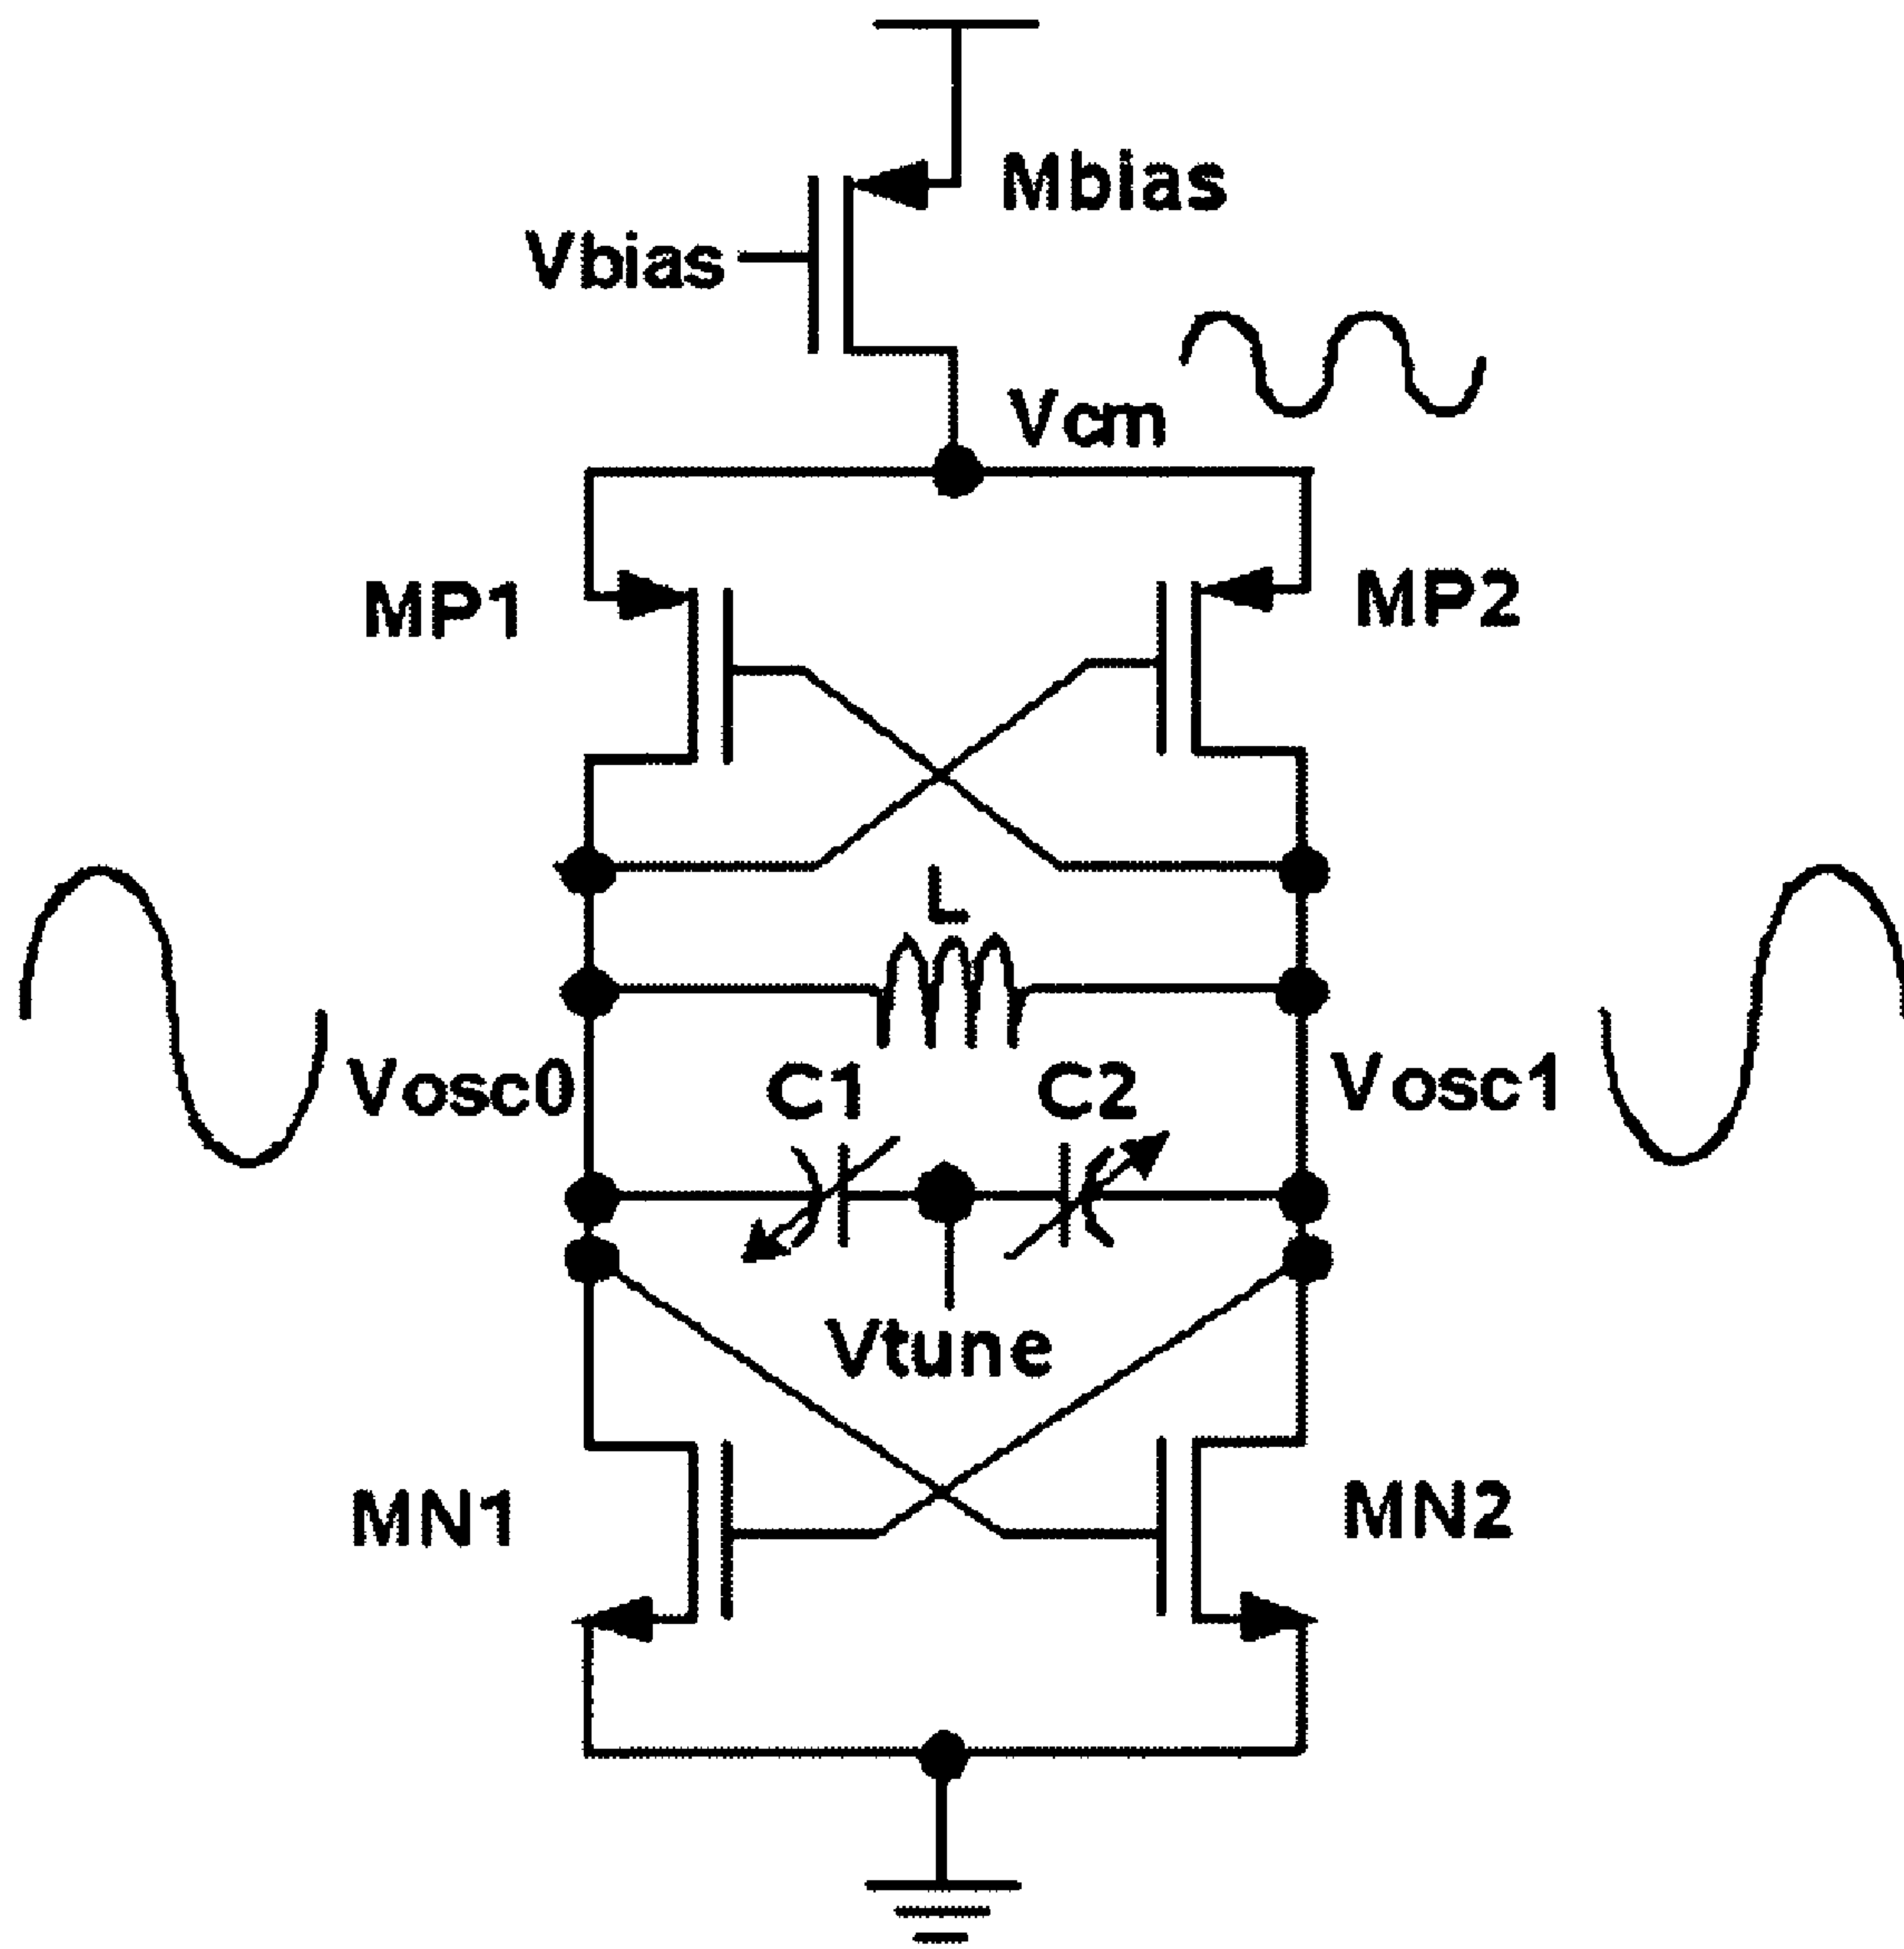 Mbias
Vbias
Vcm
MP1
MP2
L
Vosc0
C1
C2
Vosc1
Vtune
MN1
MN2